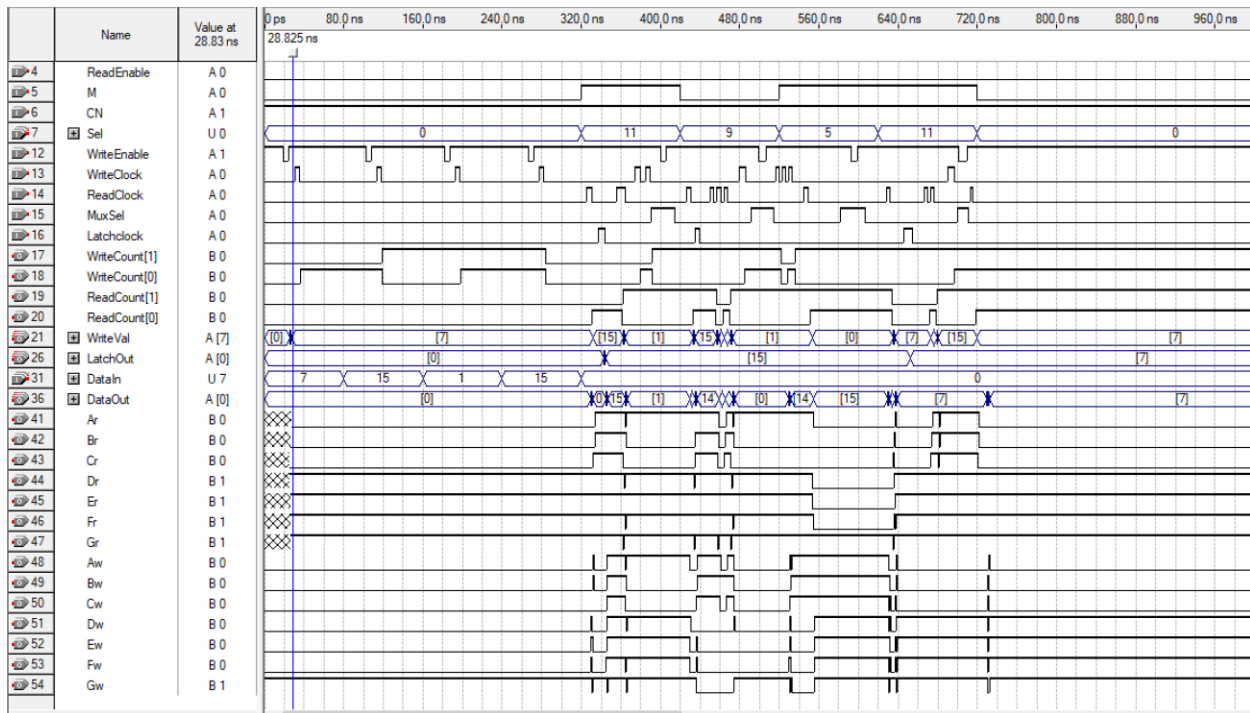 Name Value at 28.83 ns 0 ps 80.0 ns 160.0 ns 240.0 ns 320.0 ns 400.0 ns 480.0 ns 560.0 ns 640.0 ns 720.0 ns 800.0 ns 880.0 ns 960.0 ns
28.825 ns
4 ReadEnable A 0
5 M A 0
6 CN A 1
7 Sel U 0 0 11 9 5 11 0
12 WriteEnable A 1
13 WriteClock A 0
14 ReadClock A 0
15 MuxSel A 0
16 Latchclock A 0
17 WriteCount[1] B 0
18 WriteCount[0] B 0
19 ReadCount[1] B 0
20 ReadCount[0] B 0
21 WriteVal A [7] [0] [7] [15] [1] 15] [1] [0] [7] [15] [7]
26 LatchOut A [0] [0] [15] [7]
31 DataIn U 7 7 15 1 15 0
36 DataOut A [0] [0] 0 15 [1] 14 [0] [14 [15] [7] [7]
41 Ar B 0
42 Br B 0
43 Cr B 0
44 Dr B 1
45 Er B 1
46 Fr B 1
47 Gr B 1
48 Aw B 0
49 Bw B 0
50 Cw B 0
51 Dw B 0
52 Ew B 0
53 Fw B 0
54 Gw B 1